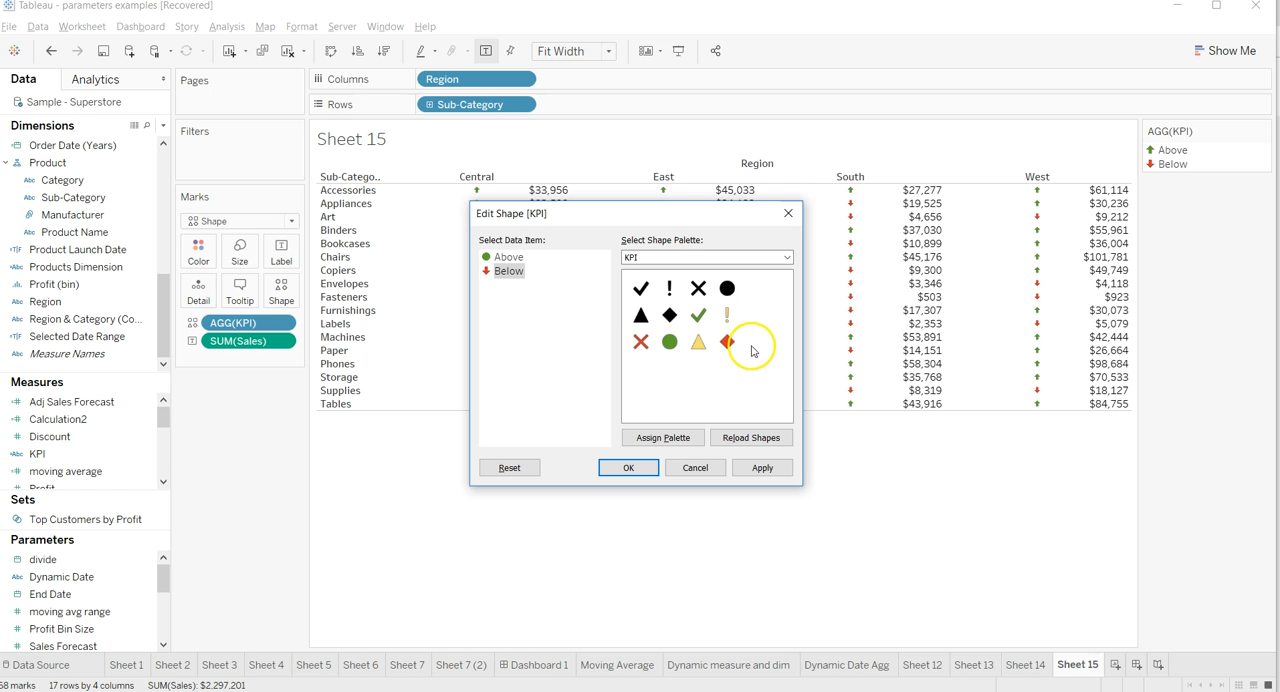 Tableau - parameters examples [Recovered]
File Data Worksheet Dashboard Story Analysis Map Format Server Window Help
Fit Width
Show Me
Data Analytics
Sample - Superstore
Dimensions
Order Date (Years)
Product
Abc Category
Abc Sub-Category
Manufacturer
Abc Product Name
=T|F Product Launch Date
=Abc Products Dimension
Profit (bin)
Abc Region
Abc Region & Category (Co...
=T|F Selected Date Range
Abc Measure Names
Measures
=# Adj Sales Forecast
=# Calculation2
# Discount
=Abc KPI
=# moving average
# Profit
Sets
Top Customers by Profit
Parameters
divide
Abc Dynamic Date
End Date
# moving avg range
# Profit Bin Size
# Sales Forecast
Pages
Filters
Marks
Shape
Color Size Label
Detail Tooltip Shape
AGG(KPI)
SUM(Sales)
Columns Region
Rows Sub-Category
Sheet 15
Region
Sub-Catego.. Central East South West
Accessories $33,956 $45,033 $27,277 $61,114
Appliances $19,525 $30,236
Art $4,656 $9,212
Binders $37,030 $55,961
Bookcases $10,899 $36,004
Chairs $45,176 $101,781
Copiers $9,300 $49,749
Envelopes $3,346 $4,118
Fasteners $503 $923
Furnishings $17,307 $30,073
Labels $2,353 $5,079
Machines $53,891 $42,444
Paper $14,151 $26,664
Phones $58,304 $98,684
Storage $35,768 $70,533
Supplies $8,319 $18,127
Tables $43,916 $84,755
AGG(KPI)
Above
Below
Edit Shape [KPI]
Select Data Item:
Above
Below
Select Shape Palette:
KPI
Assign Palette Reload Shapes
Reset OK Cancel Apply
Data Source Sheet 1 Sheet 2 Sheet 3 Sheet 4 Sheet 5 Sheet 6 Sheet 7 Sheet 7 (2) Dashboard 1 Moving Average Dynamic measure and dim Dynamic Date Agg Sheet 12 Sheet 13 Sheet 14 Sheet 15
58 marks 17 rows by 4 columns SUM(Sales): $2,297,201